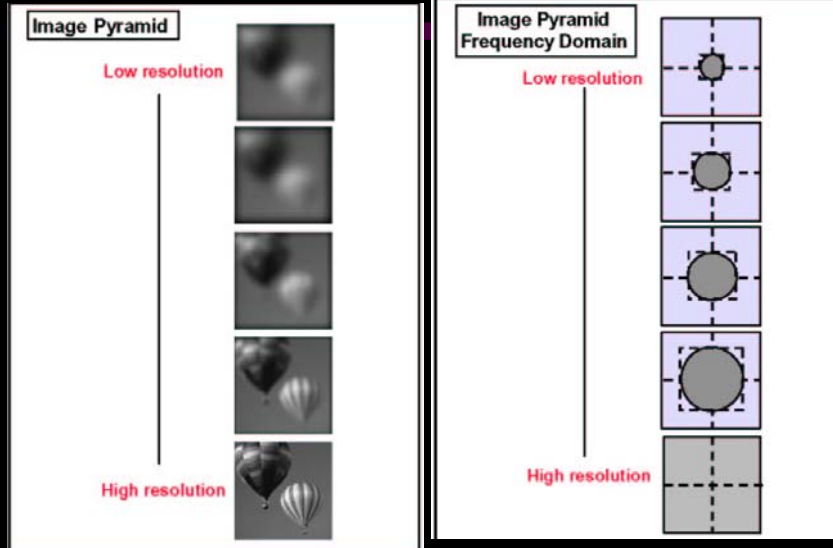 Image Pyramid
Low resolution
High resolution
Image Pyramid
Frequency Domain
Low resolution
High resolution